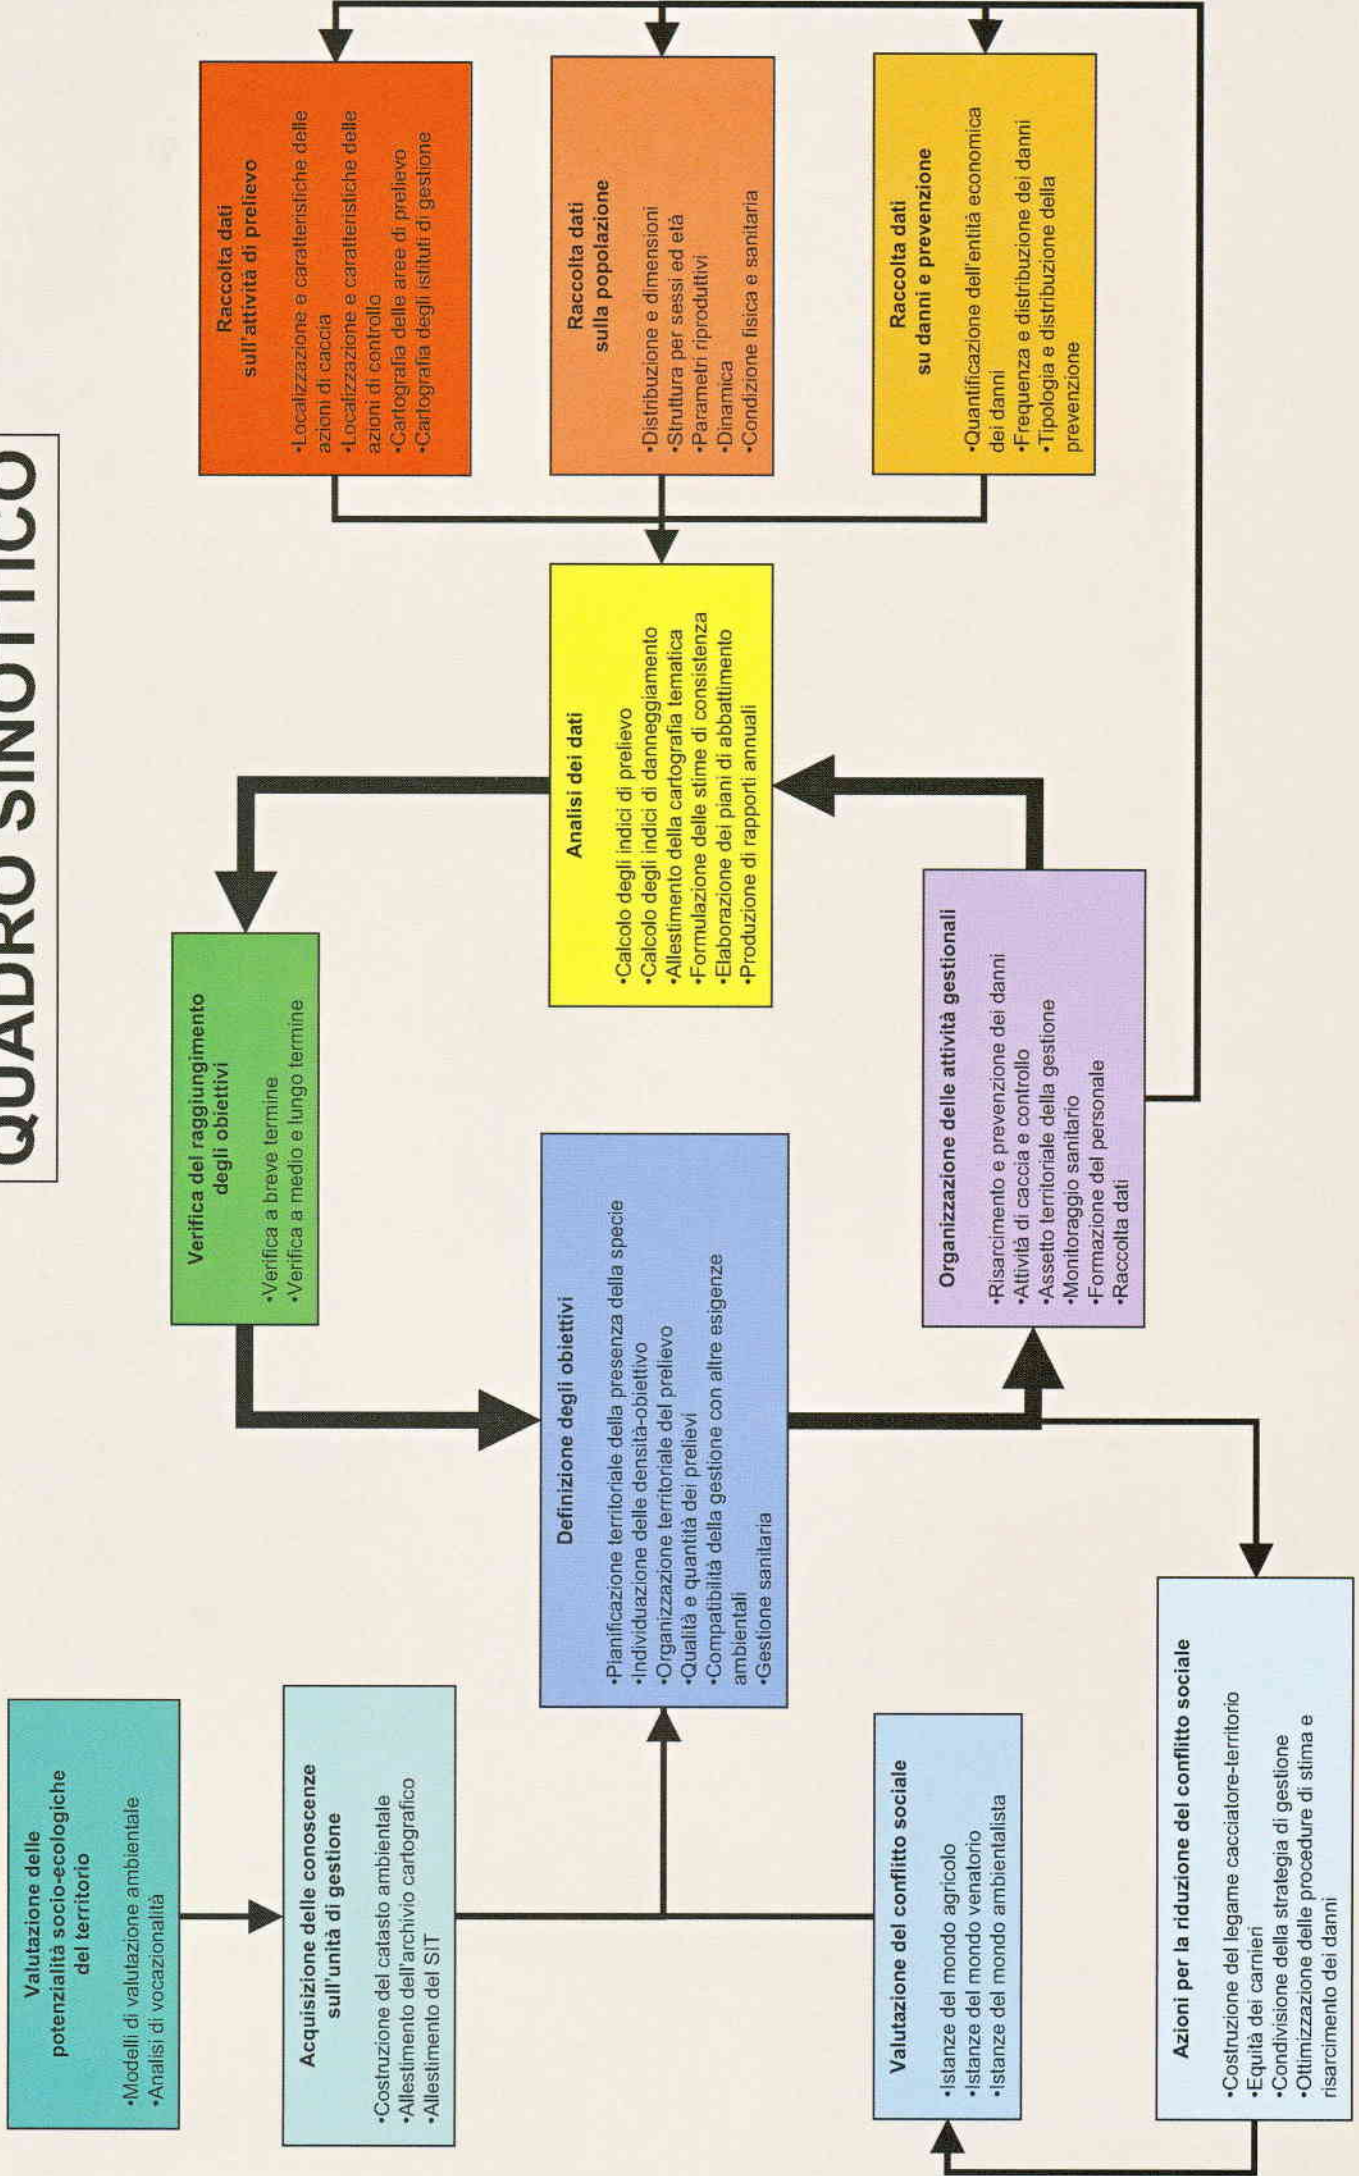 QUADRO SINOTTICO
Valutazione delle
potenzialità socio-ecologiche
del territorio
•Modelli di valutazione ambientale
•Analisi di vocazionalità
Acquisizione delle conoscenze
sull'unità di gestione
•Costruzione del catasto ambientale
•Allestimento dell'archivio cartografico
•Allestimento del SIT
Valutazione del conflitto sociale
•Istanze del mondo agricolo
•Istanze del mondo venatorio
•Istanze del mondo ambientalista
Azioni per la riduzione del conflitto sociale
•Costruzione del legame cacciatore-territorio
•Equità dei carnieri
•Condivisione della strategia di gestione
•Ottimizzazione delle procedure di stima e
risarcimento dei danni
Verifica del raggiungimento
degli obiettivi
•Verifica a breve termine
•Verifica a medio e lungo termine
Definizione degli obiettivi
•Pianificazione territoriale della presenza della specie
•Individuazione delle densità-obiettivo
•Organizzazione territoriale del prelievo
•Qualità e quantità dei prelievi
•Compatibilità della gestione con altre esigenze
ambientali
•Gestione sanitaria
Organizzazione delle attività gestionali
•Risarcimento e prevenzione dei danni
•Attività di caccia e controllo
•Assetto territoriale della gestione
•Monitoraggio sanitario
•Formazione del personale
•Raccolta dati
Analisi dei dati
•Calcolo degli indici di prelievo
•Calcolo degli indici di danneggiamento
•Allestimento della cartografia tematica
•Formulazione delle stime di consistenza
•Elaborazione dei piani di abbattimento
•Produzione di rapporti annuali
Raccolta dati
sull'attività di prelievo
•Localizzazione e caratteristiche delle
azioni di caccia
•Localizzazione e caratteristiche delle
azioni di controllo
•Cartografia delle aree di prelievo
•Cartografia degli istituti di gestione
Raccolta dati
sulla popolazione
•Distribuzione e dimensioni
•Struttura per sessi ed età
•Parametri riproduttivi
•Dinamica
•Condizione fisica e sanitaria
Raccolta dati
su danni e prevenzione
•Quantificazione dell'entità economica
dei danni
•Frequenza e distribuzione dei danni
•Tipologia e distribuzione della
prevenzione